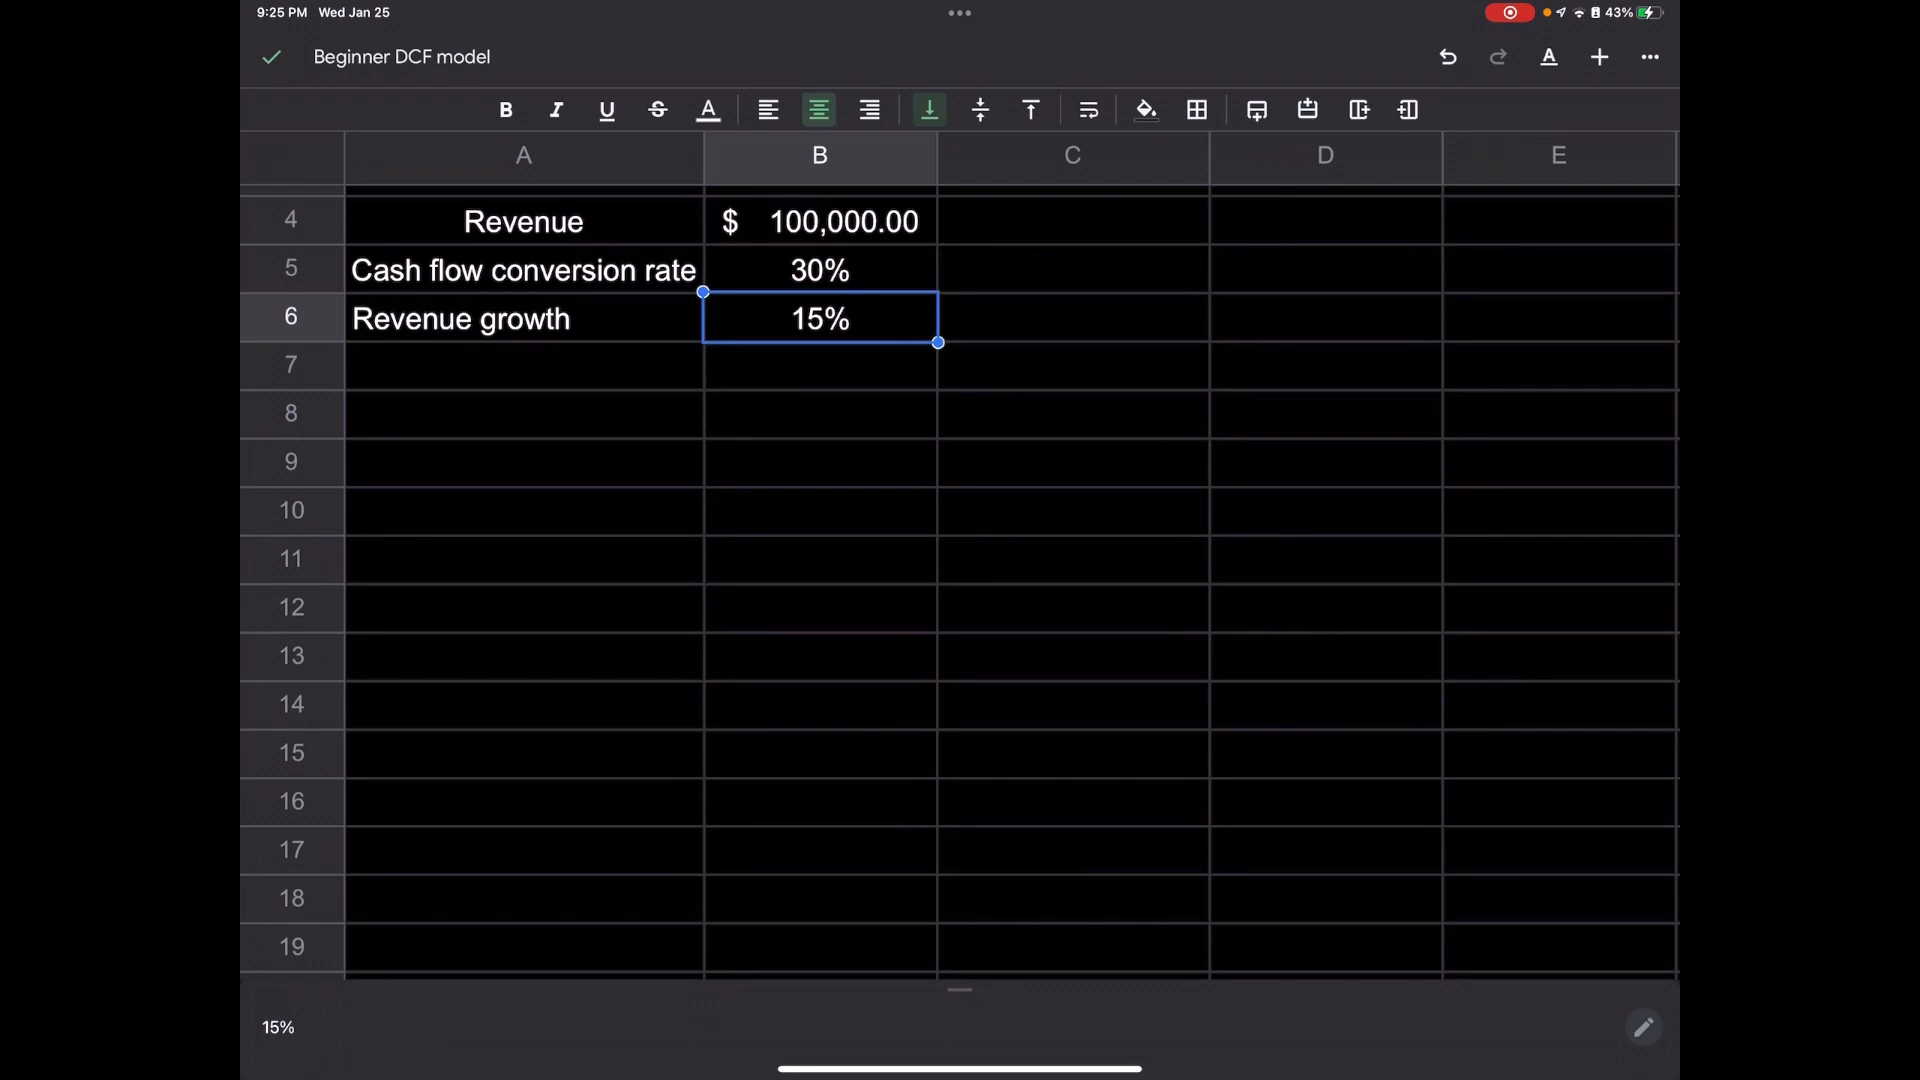 9:25 PM Wed Jan 25
43%
Beginner DCF model
B I U S A
A B C D E
4 Revenue $ 100,000.00
5 Cash flow conversion rate 30%
6 Revenue growth 15%
7
8
9
10
11
12
13
14
15
16
17
18
19
15%